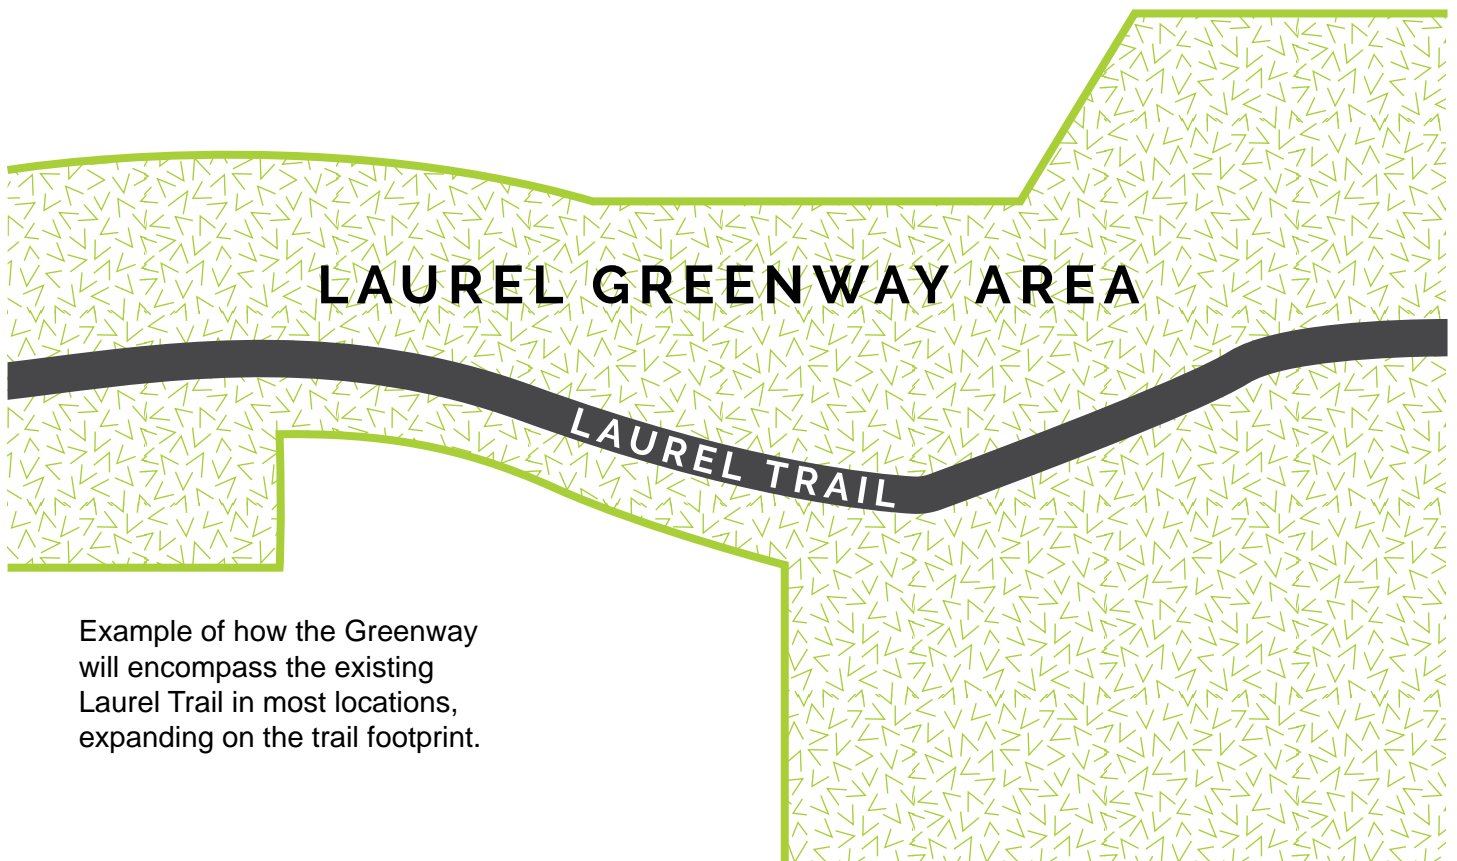 LAUREL GREENWAY AREA
LAUREL TRAIL
Example of how the Greenway
will encompass the existing
Laurel Trail in most locations,
expanding on the trail footprint.